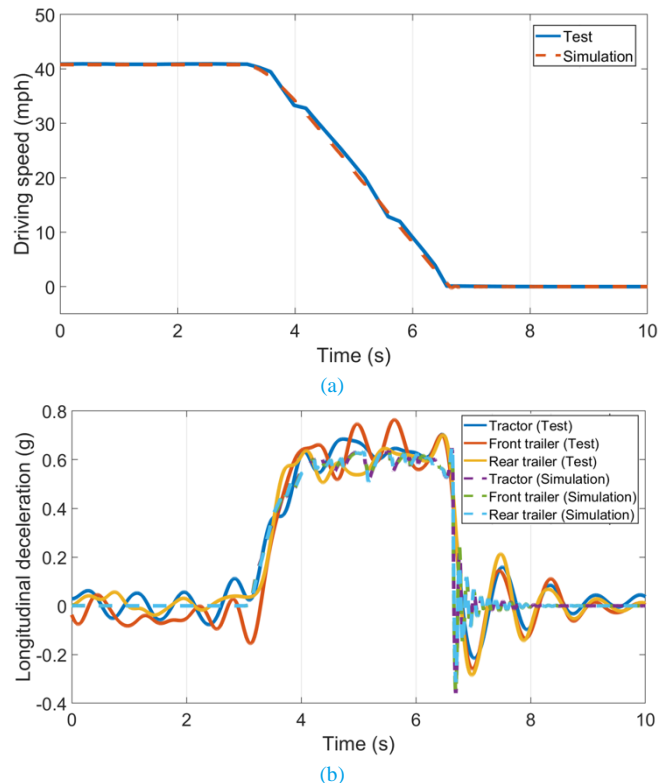 50
40
30
20
10
0
Driving speed (mph)
Test
Simulation
0 2 4 6 8 10
Time (s)
(a)
0.8
0.6
0.4
0.2
0
-0.2
-0.4
Longitudinal deceleration (g)
Tractor (Test)
Front trailer (Test)
Rear trailer (Test)
Tractor (Simulation)
Front trailer (Simulation)
Rear trailer (Simulation)
0 2 4 6 8 10
Time (s)
(b)